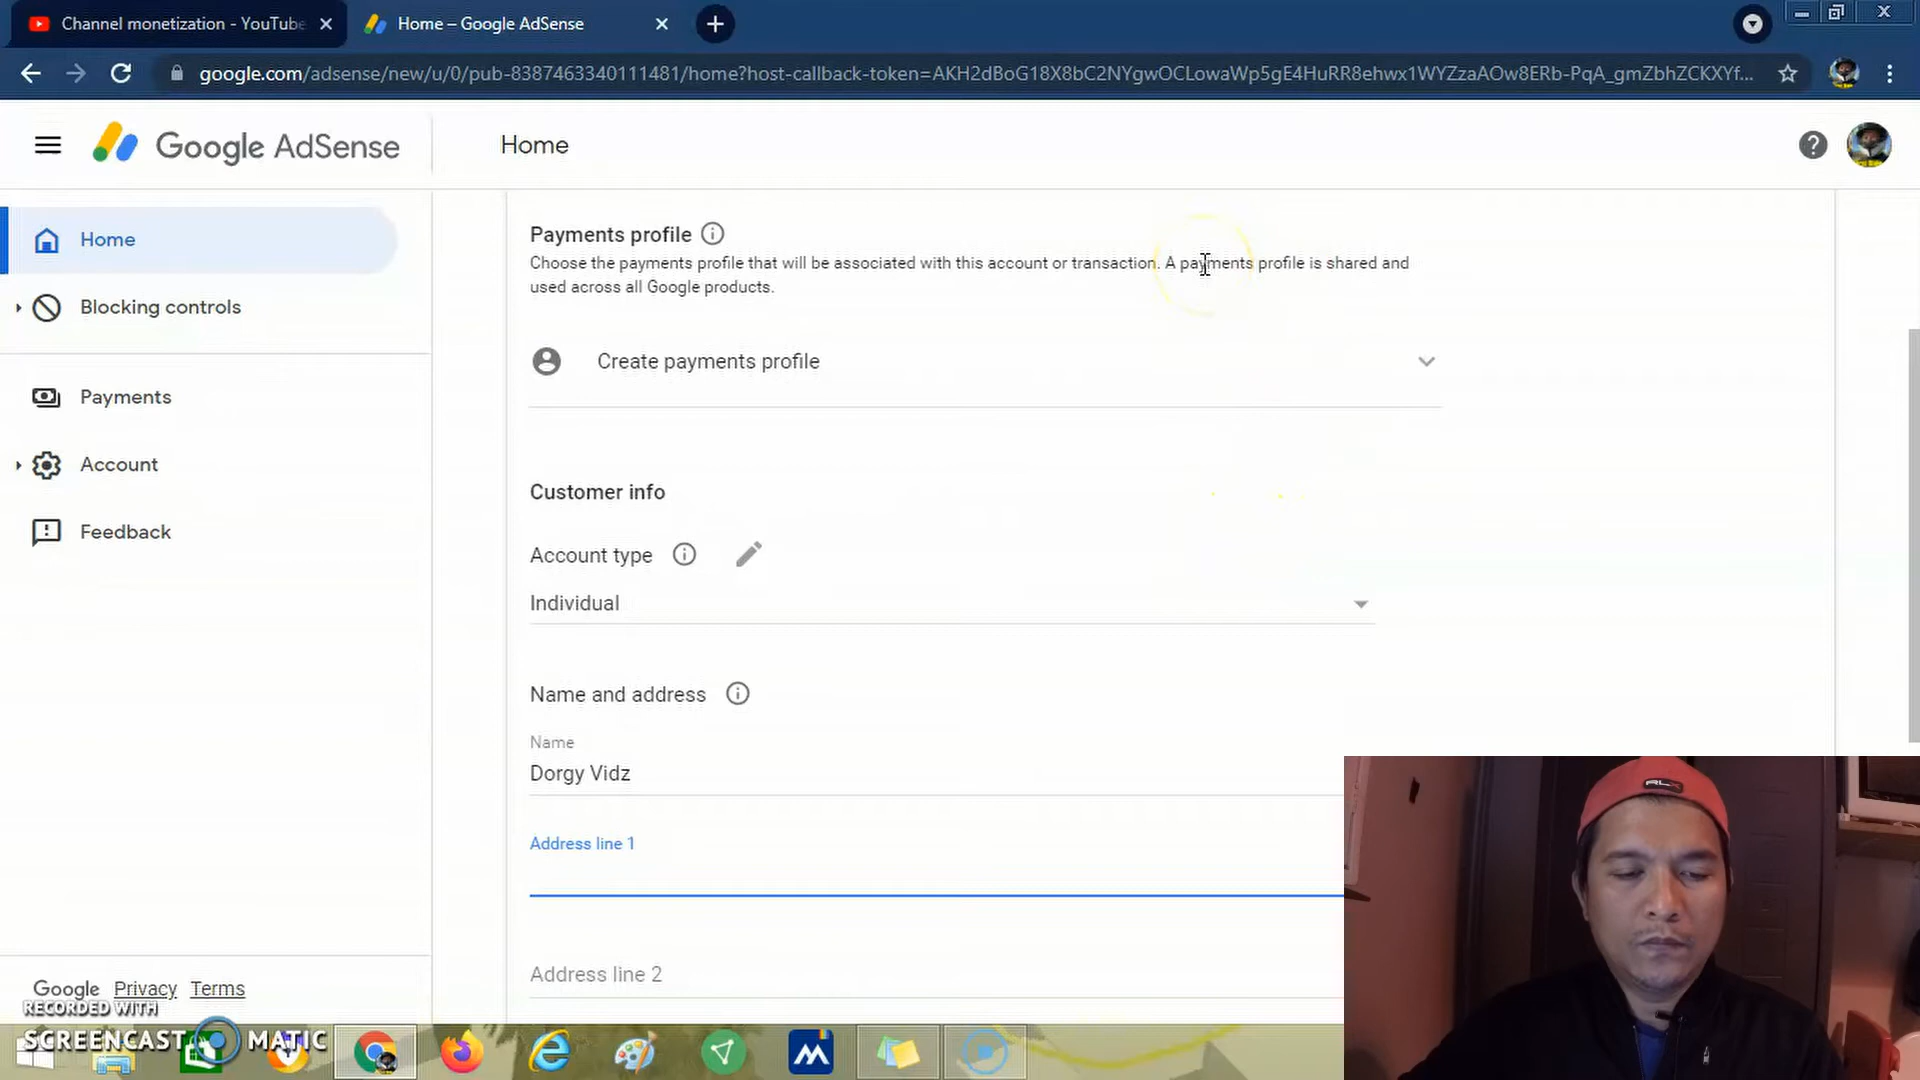 Channel monetization - YouTube
Home – Google AdSense
google.com/adsense/new/u/0/pub-8387463340111481/home?host-callback-token=AKH2dBoG18X8bC2NYgwOCLowaWp5gE4HuRR8ehwx1WYZzaAOw8ERb-PqA_gmZbhZCKXYf...
Google AdSense
Home
Home
Blocking controls
Payments
Account
Feedback
Payments profile
Choose the payments profile that will be associated with this account or transaction. A payments profile is shared and
used across all Google products.
Create payments profile
Customer info
Account type
Individual
Name and address
Name
Dorgy Vidz
Address line 1
Address line 2
Google Privacy Terms
RECORDED WITH
SCREENCAST MATIC